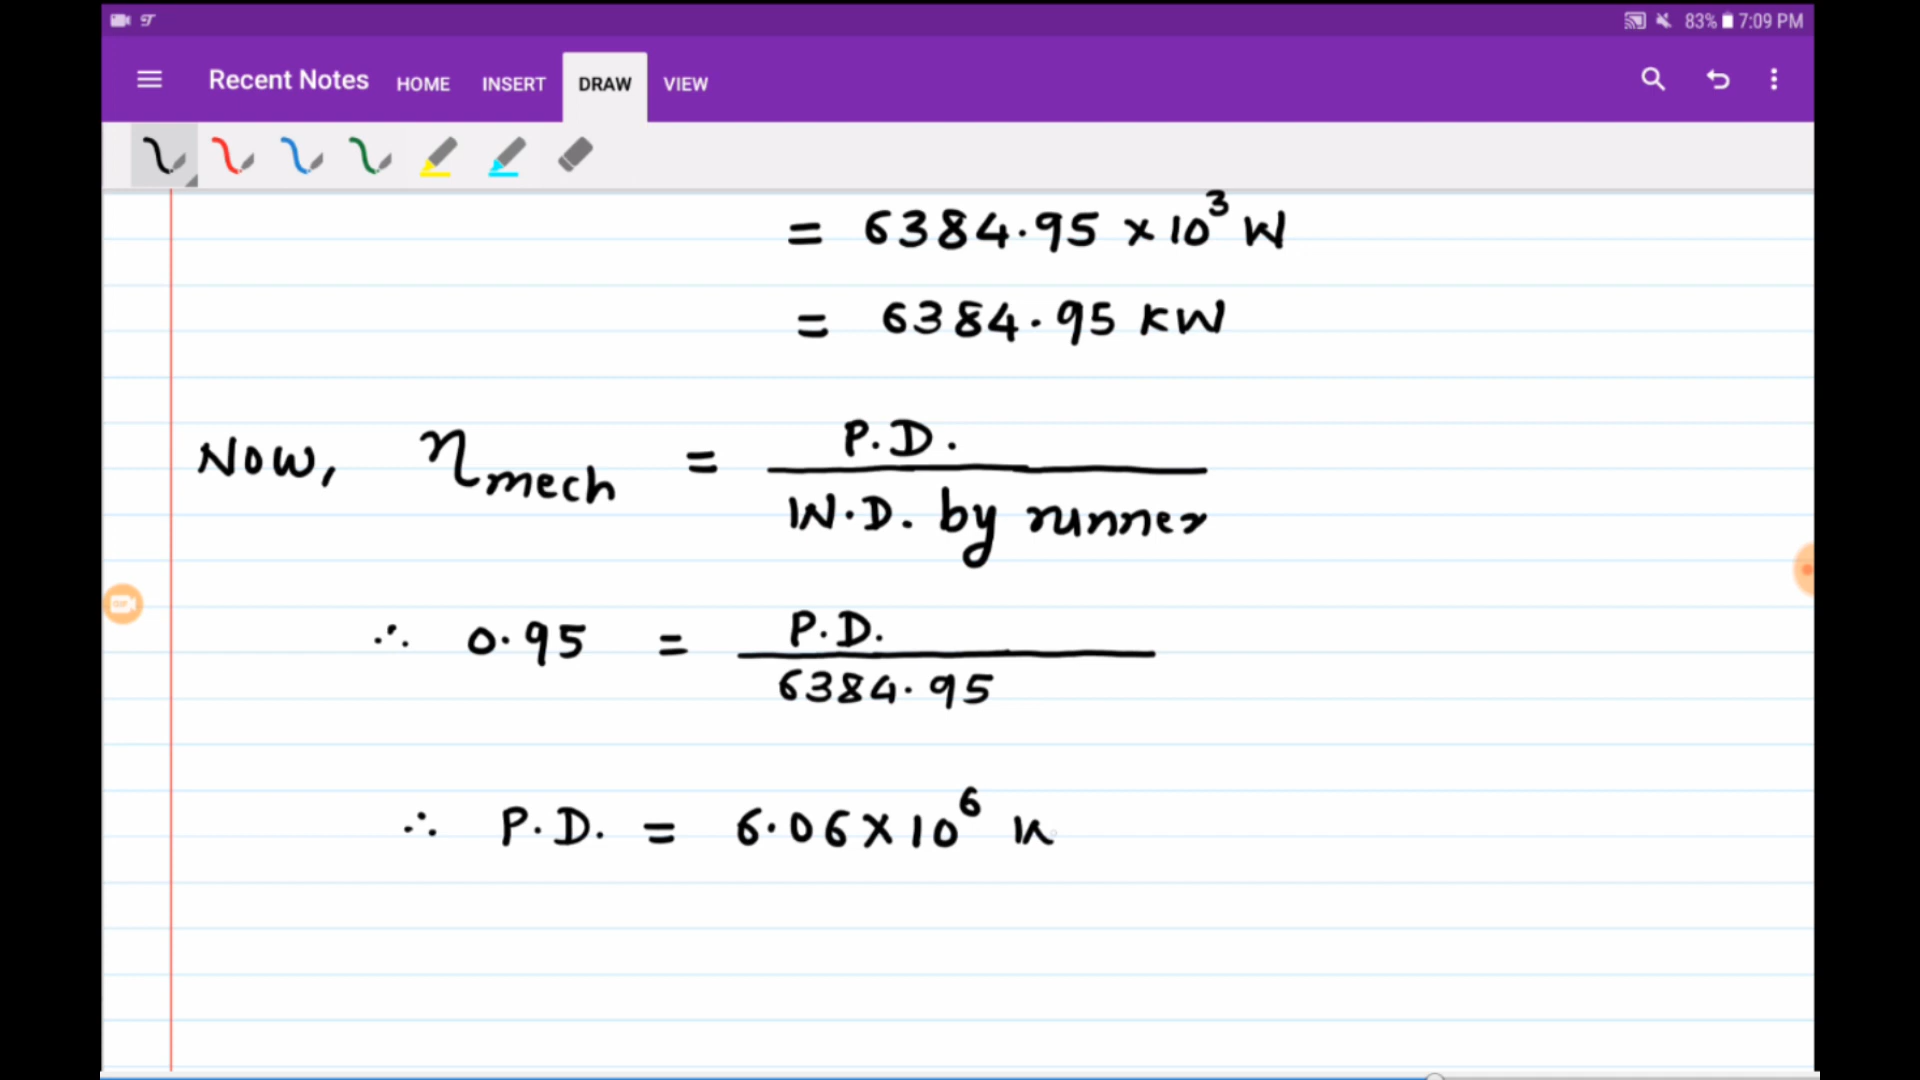 83% 7:09 PM
Recent Notes HOME INSERT DRAW VIEW
= 6384.95 × 10³ W
= 6384.95 KW
Now, ηmech = P.D. / W.D. by runner
∴ 0.95 = P.D. / 6384.95
∴ P.D. = 6.06 × 10⁶